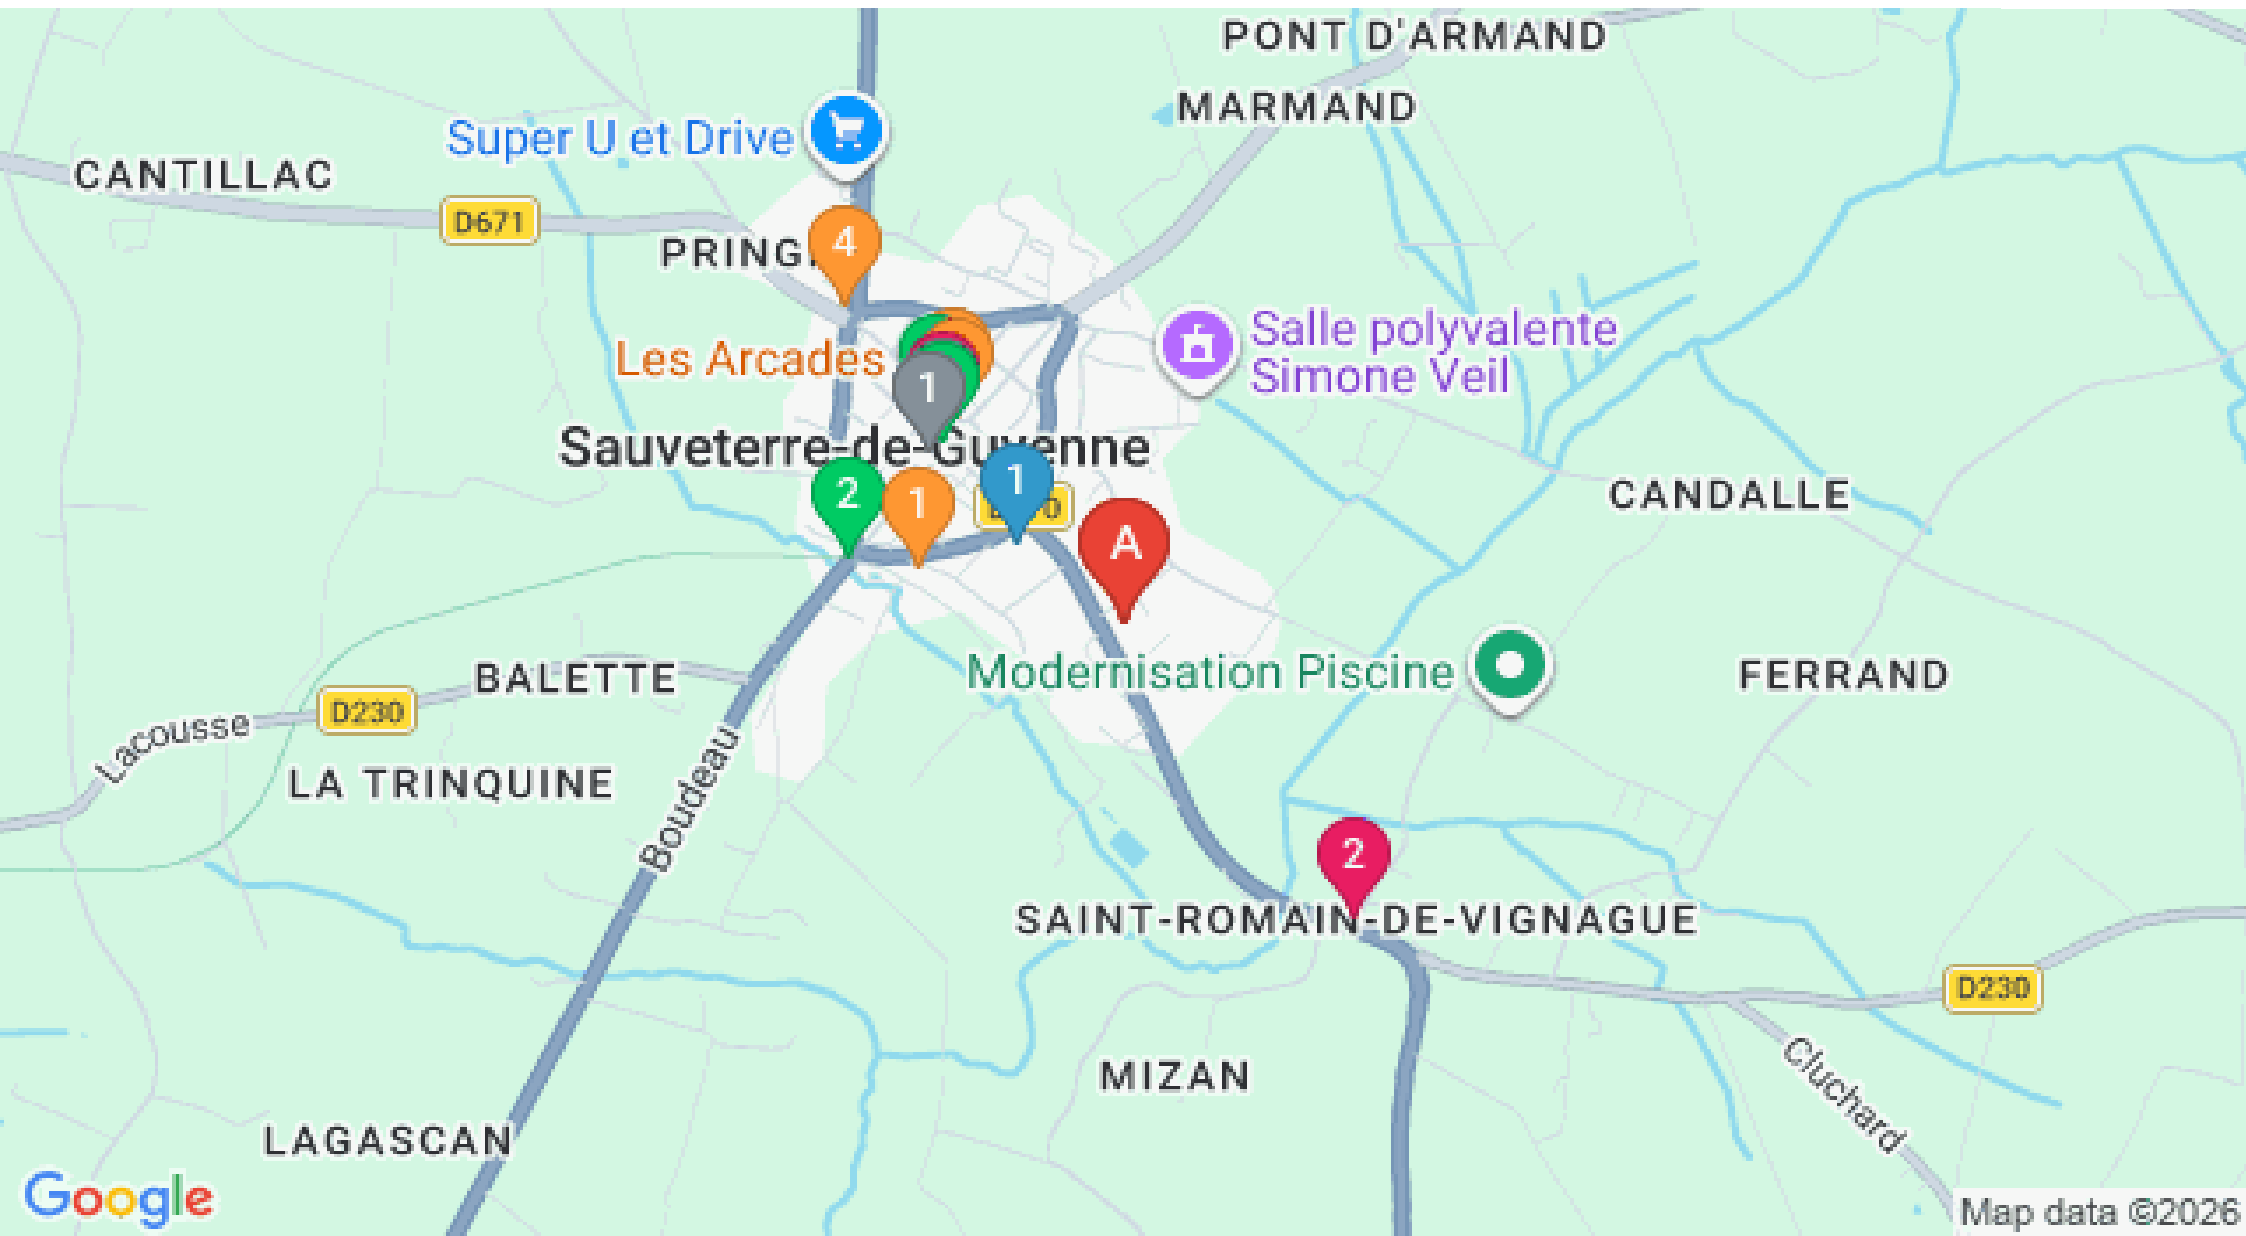 PONT D'ARMAND
MARMAND
Super U et Drive
CANTILLAC
D671
4
Salle polyvalente
Simone Veil
Les Arcades
1
Sauveterre-de-Guyenne
2
1
1
CANDALLE
A
Modernisation Piscine
FERRAND
BALETTE
D230
Lacousse
Boudeau
LA TRINQUINE
2
SAINT-ROMAIN-DE-VIGNAGUE
D230
MIZAN
Cluchard
LAGASCAN
Google
Map data ©2026